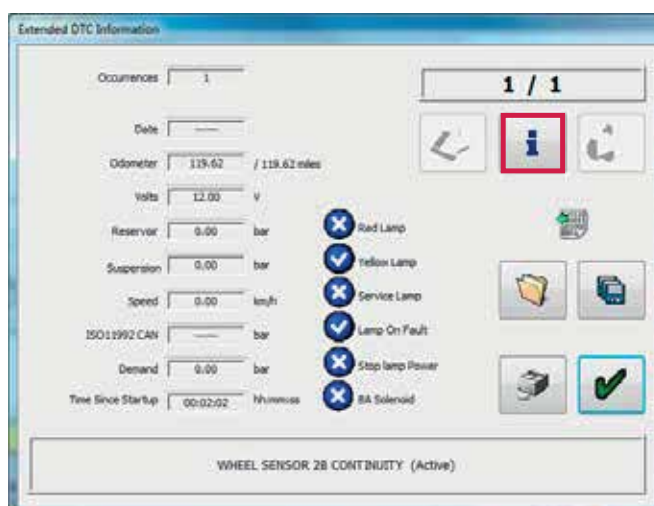 Extended DTC Information
Occurrences 1
1 / 1
Date ----
Odometer 119.62 / 119.62 miles
Volts 12.00 V
Reservor 0.00 bar
Suspension 0.00 bar
Speed 0.00 km/h
ISO11992 CAN ---- bar
Demand 0.00 bar
Time Since Startup 00:02:02 hh:mm:ss
Red Lamp
Yellow Lamp
Service Lamp
Lamp On Fault
Stop lamp Power
BA Solenoid
i
WHEEL SENSOR 2B CONTINUITY (Active)